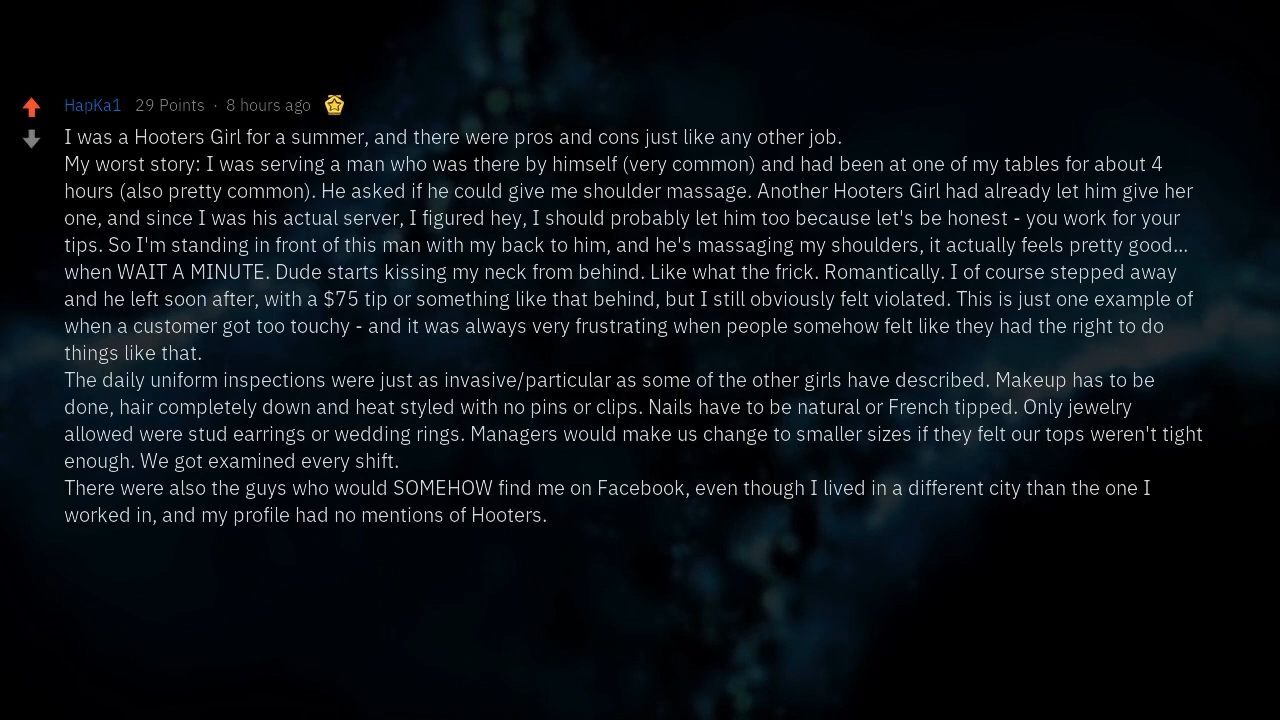 HapKa1 29 Points · 8 hours ago
I was a Hooters Girl for a summer, and there were pros and cons just like any other job.
My worst story: I was serving a man who was there by himself (very common) and had been at one of my tables for about 4
hours (also pretty common). He asked if he could give me shoulder massage. Another Hooters Girl had already let him give her
one, and since I was his actual server, I figured hey, I should probably let him too because let's be honest - you work for your
tips. So I'm standing in front of this man with my back to him, and he's massaging my shoulders, it actually feels pretty good...
when WAIT A MINUTE. Dude starts kissing my neck from behind. Like what the frick. Romantically. I of course stepped away
and he left soon after, with a $75 tip or something like that behind, but I still obviously felt violated. This is just one example of
when a customer got too touchy - and it was always very frustrating when people somehow felt like they had the right to do
things like that.
The daily uniform inspections were just as invasive/particular as some of the other girls have described. Makeup has to be
done, hair completely down and heat styled with no pins or clips. Nails have to be natural or French tipped. Only jewelry
allowed were stud earrings or wedding rings. Managers would make us change to smaller sizes if they felt our tops weren't tight
enough. We got examined every shift.
There were also the guys who would SOMEHOW find me on Facebook, even though I lived in a different city than the one I
worked in, and my profile had no mentions of Hooters.